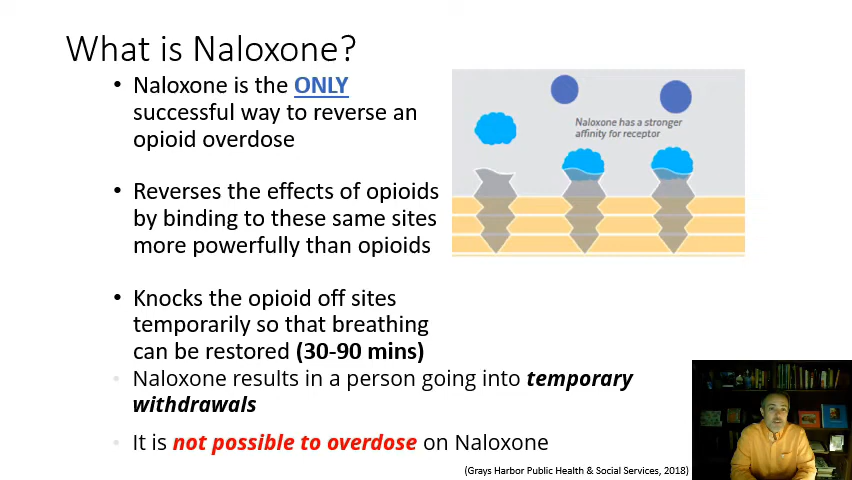 What is Naloxone?
• Naloxone is the ONLY
successful way to reverse an
opioid overdose
• Reverses the effects of opioids
by binding to these same sites
more powerfully than opioids
• Knocks the opioid off sites
temporarily so that breathing
can be restored (30-90 mins)
• Naloxone results in a person going into temporary
withdrawals
• It is not possible to overdose on Naloxone
Naloxone has a stronger
affinity for receptor
(Grays Harbor Public Health & Social Services, 2018)